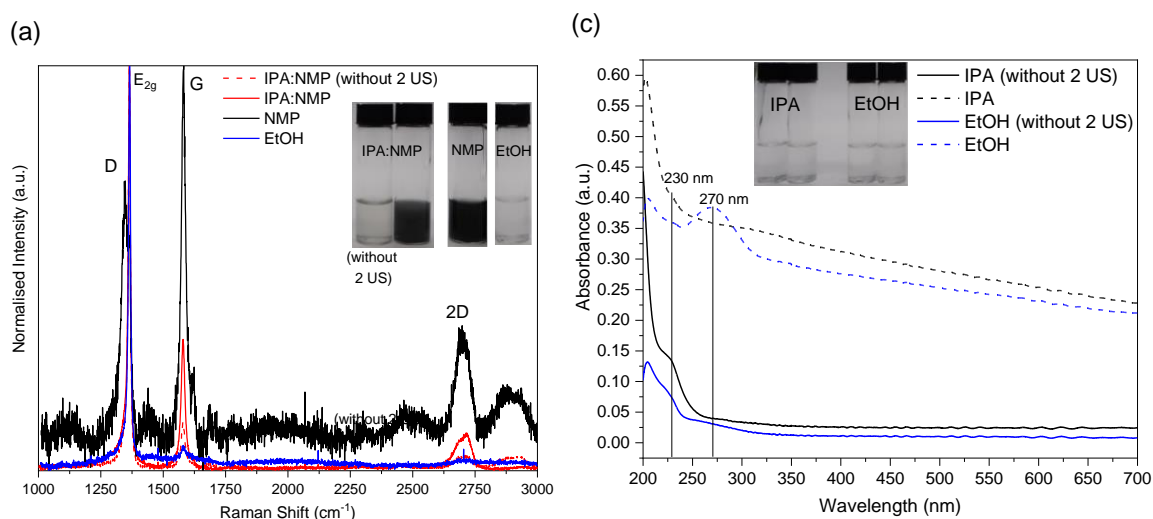 (a)
E2g
G
D
2D
IPA:NMP (without 2 US)
IPA:NMP
NMP
EtOH
IPA:NMP
NMP
EtOH
(without
2 US)
(without 2
Normalised Intensity (a.u.)
1000 1250 1500 1750 2000 2250 2500 2750 3000
Raman Shift (cm-1)
(c)
0.60
0.55
0.50
0.45
0.40
0.35
0.30
0.25
0.20
0.15
0.10
0.05
0.00
Absorbance (a.u.)
IPA
EtOH
IPA (without 2 US)
IPA
EtOH (without 2 US)
EtOH
230 nm
270 nm
200 250 300 350 400 450 500 550 600 650 700
Wavelength (nm)